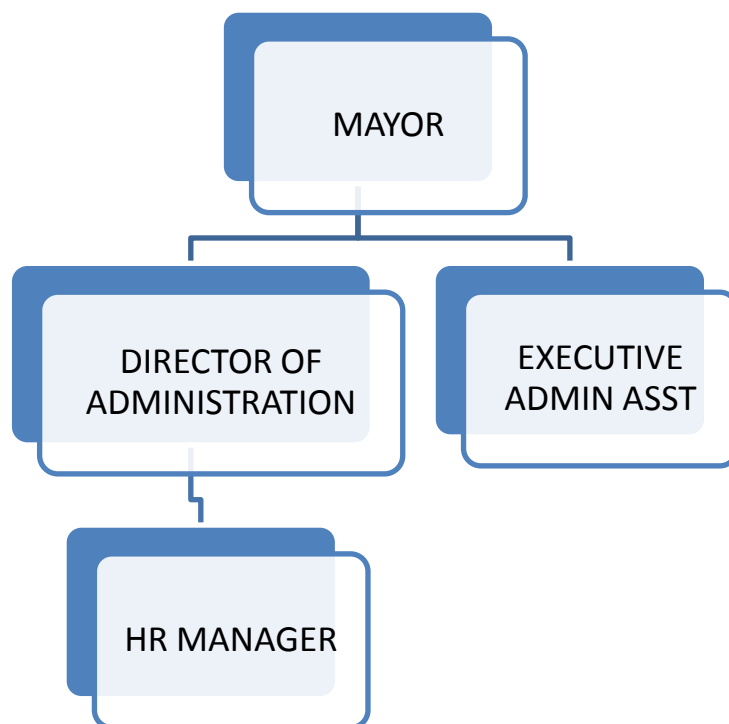 MAYOR
DIRECTOR OF
ADMINISTRATION
EXECUTIVE
ADMIN ASST
HR MANAGER